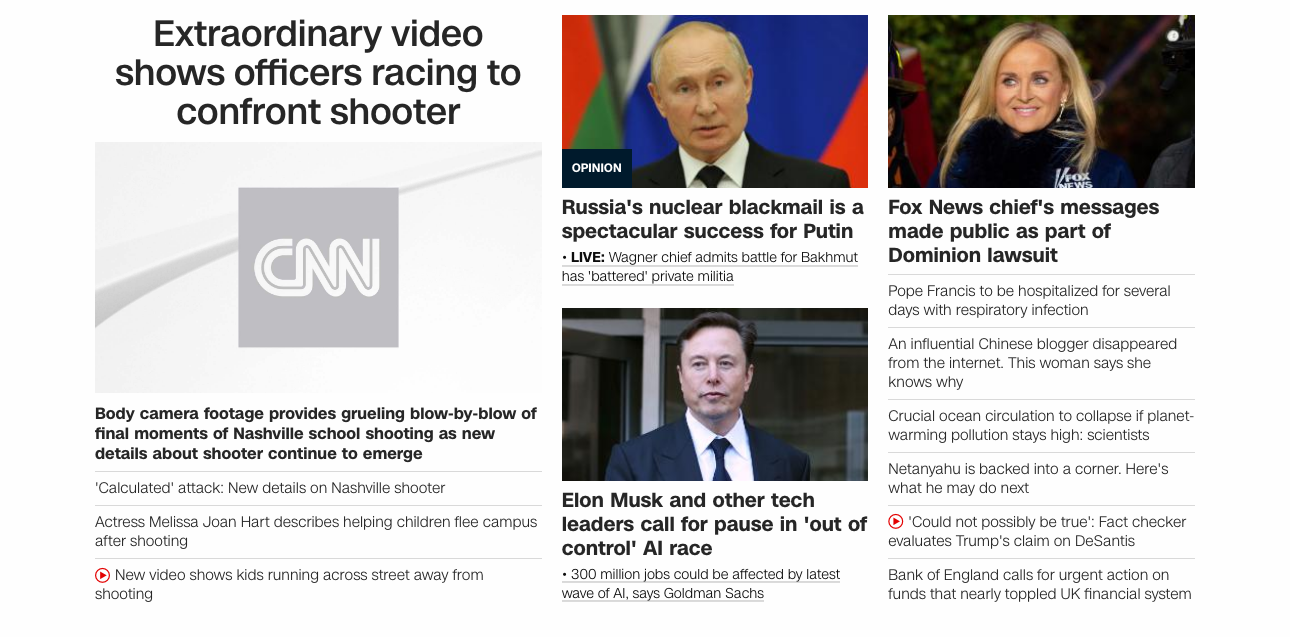 Extraordinary video
shows officers racing to
confront shooter
CNN
Body camera footage provides grueling blow-by-blow of
final moments of Nashville school shooting as new
details about shooter continue to emerge
'Calculated' attack: New details on Nashville shooter
Actress Melissa Joan Hart describes helping children flee campus
after shooting
New video shows kids running across street away from
shooting
OPINION
Russia's nuclear blackmail is a
spectacular success for Putin
• LIVE: Wagner chief admits battle for Bakhmut
has 'battered' private militia
Elon Musk and other tech
leaders call for pause in 'out of
control' AI race
• 300 million jobs could be affected by latest
wave of AI, says Goldman Sachs
FOX
NEWS
Fox News chief's messages
made public as part of
Dominion lawsuit
Pope Francis to be hospitalized for several
days with respiratory infection
An influential Chinese blogger disappeared
from the internet. This woman says she
knows why
Crucial ocean circulation to collapse if planet-
warming pollution stays high: scientists
Netanyahu is backed into a corner. Here's
what he may do next
'Could not possibly be true': Fact checker
evaluates Trump's claim on DeSantis
Bank of England calls for urgent action on
funds that nearly toppled UK financial system